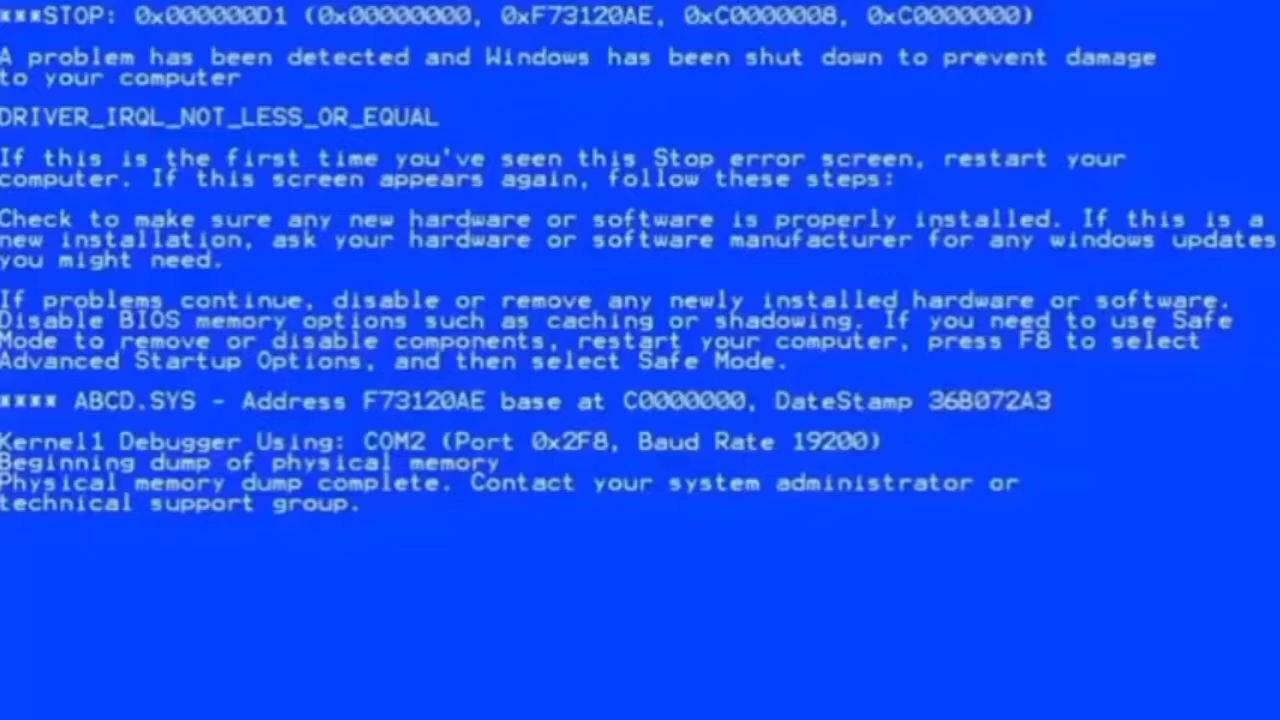 ***STOP: 0x000000D1 (0x00000000, 0xF73120AE, 0xC0000008, 0xC0000000)
A problem has been detected and Windows has been shut down to prevent damage
to your computer
DRIVER_IRQL_NOT_LESS_OR_EQUAL
If this is the first time you've seen this Stop error screen, restart your
computer. If this screen appears again, follow these steps:
Check to make sure any new hardware or software is properly installed. If this is a
new installation, ask your hardware or software manufacturer for any windows updates
you might need.
If problems continue, disable or remove any newly installed hardware or software.
Disable BIOS memory options such as caching or shadowing. If you need to use Safe
Mode to remove or disable components, restart your computer, press F8 to select
Advanced Startup Options, and then select Safe Mode.
**** ABCD.SYS - Address F73120AE base at C0000000, DateStamp 36B072A3
Kernel1 Debugger Using: COM2 (Port 0x2F8, Baud Rate 19200)
Beginning dump of physical memory
Physical memory dump complete. Contact your system administrator or
technical support group.